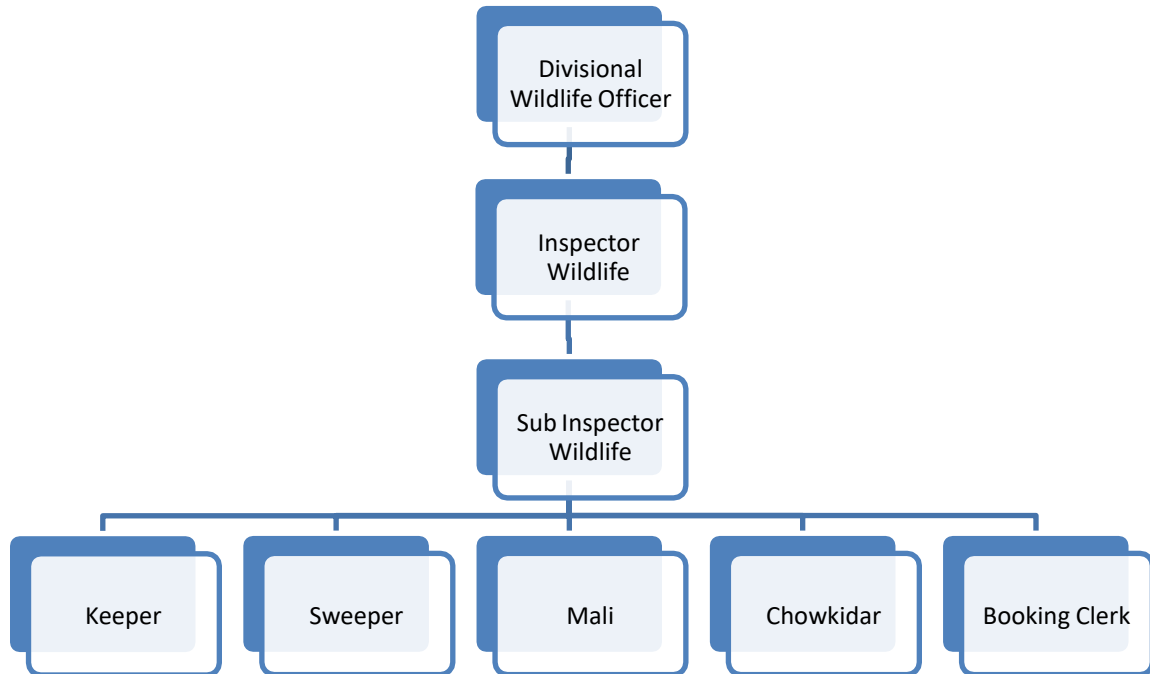 Divisional
Wildlife Officer
Inspector
Wildlife
Sub Inspector
Wildlife
Keeper
Sweeper
Mali
Chowkidar
Booking Clerk